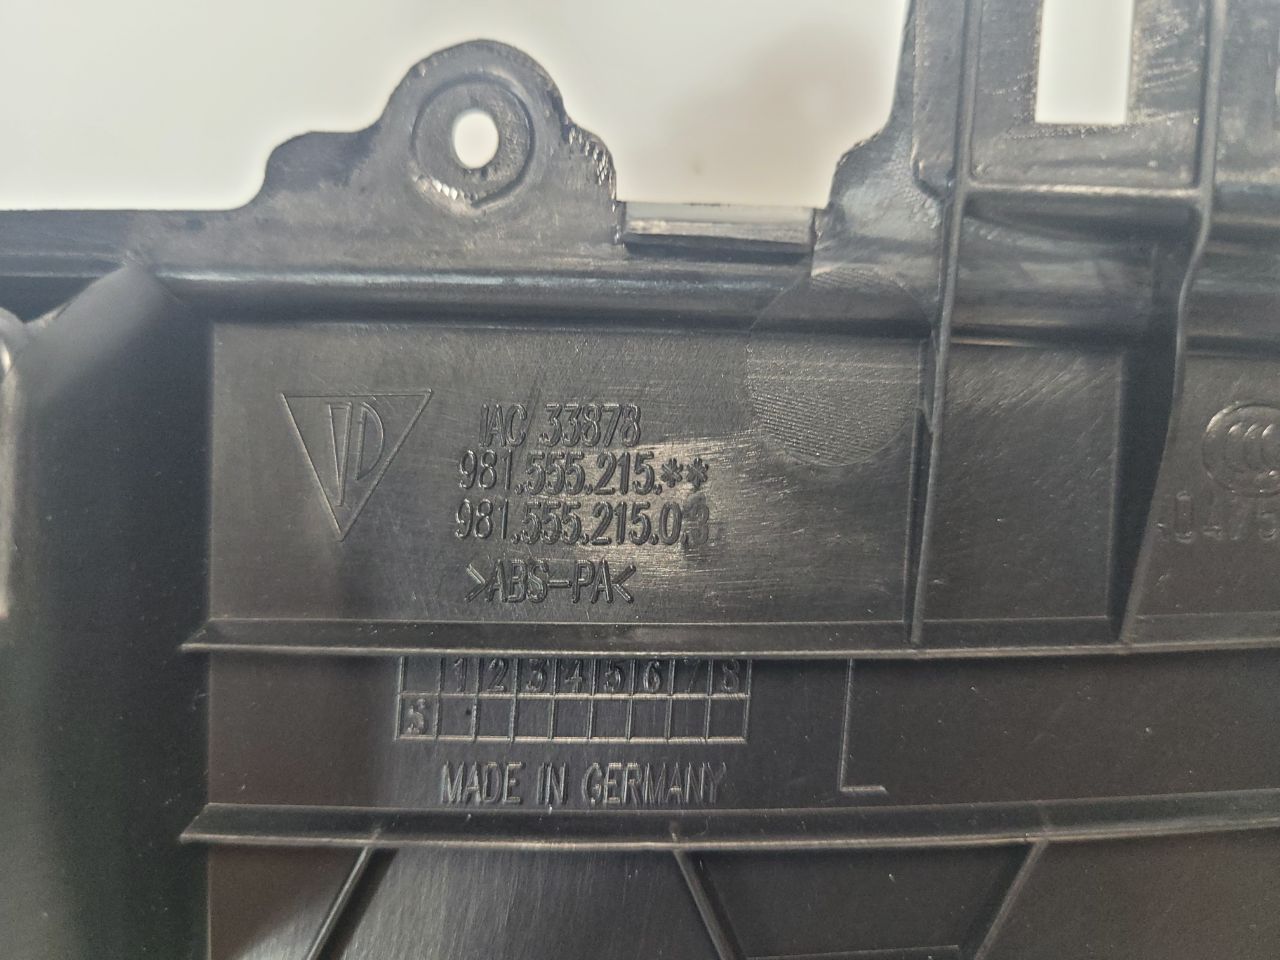 IAC 33878
981.555.215.**
981.555.215.03
>ABS-PA<
1 2 3 4 5 6 7 8
S
MADE IN GERMANY
L